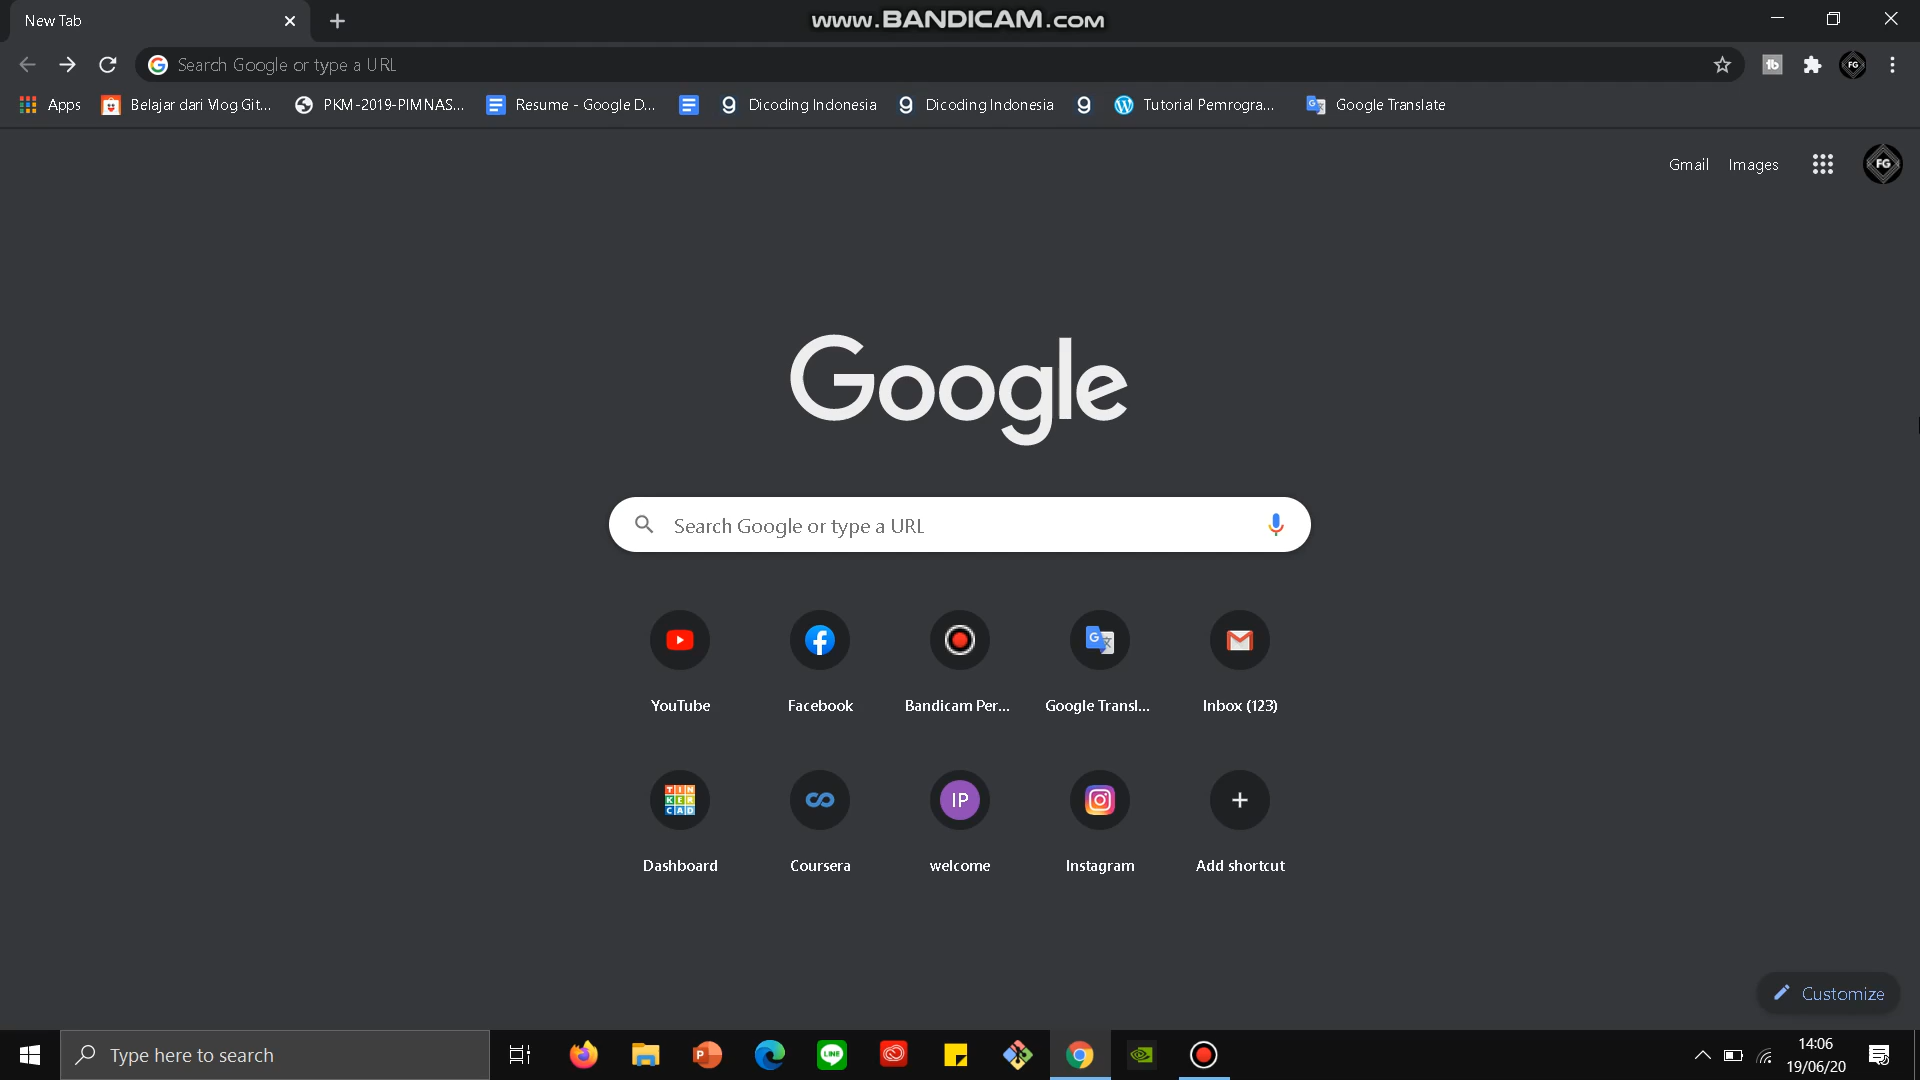 New Tab
www.BANDICAM.com
Search Google or type a URL
Apps
Belajar dari Vlog Git...
PKM-2019-PIMNAS...
Resume - Google D...
Dicoding Indonesia
Dicoding Indonesia
Tutorial Pemrogra...
Google Translate
Gmail
Images
FG
Google
Search Google or type a URL
YouTube
Facebook
Bandicam Per...
Google Transl...
Inbox (123)
TINKERCAD
IP
Dashboard
Coursera
welcome
Instagram
Add shortcut
Customize
Type here to search
LINE
14:06
19/06/20